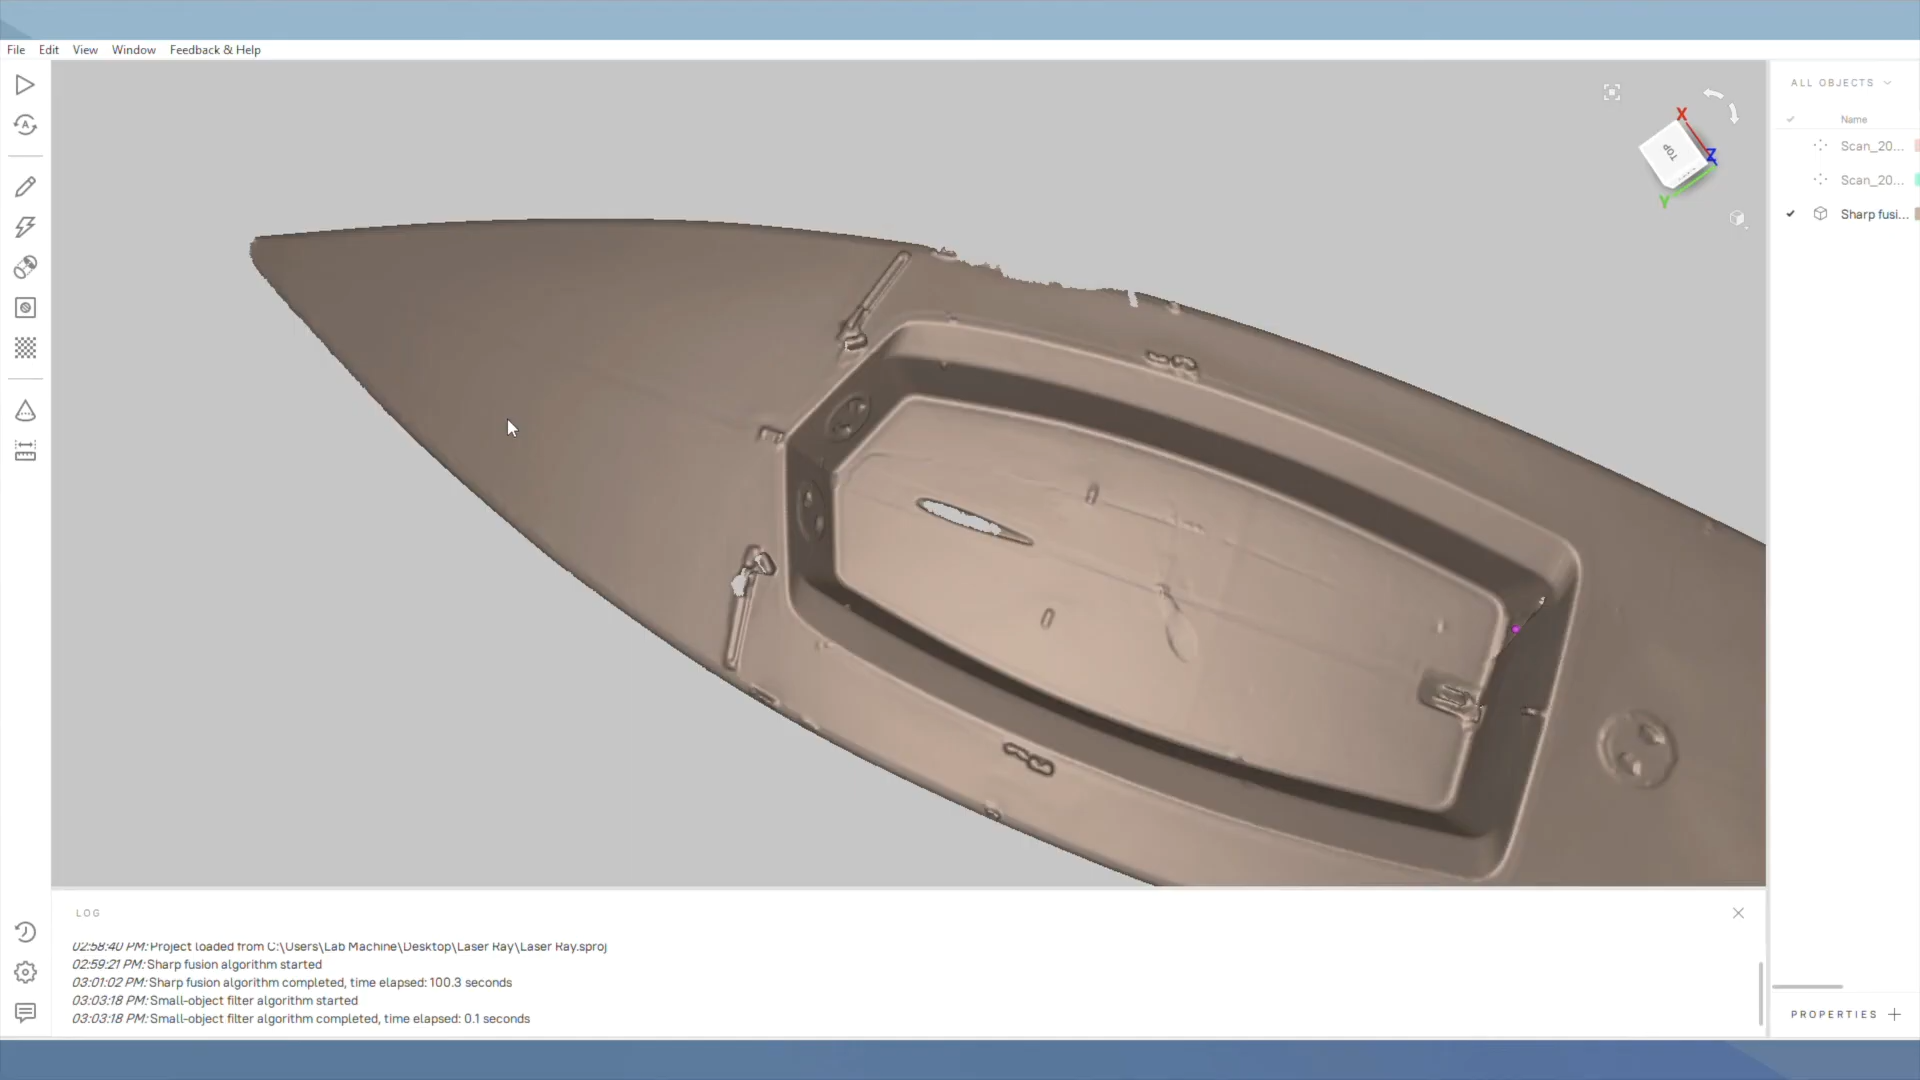 File Edit View Window Feedback & Help
A
ALL OBJECTS
Name
Scan_20...
Scan_20...
Sharp fusi...
X
TOP
Z
Y
LOG
02:58:40 PM: Project loaded from C:\Users\Lab Machine\Desktop\Laser Ray\Laser Ray.sproj
02:59:21 PM: Sharp fusion algorithm started
03:01:02 PM: Sharp fusion algorithm completed, time elapsed: 100.3 seconds
03:03:18 PM: Small-object filter algorithm started
03:03:18 PM: Small-object filter algorithm completed, time elapsed: 0.1 seconds
PROPERTIES